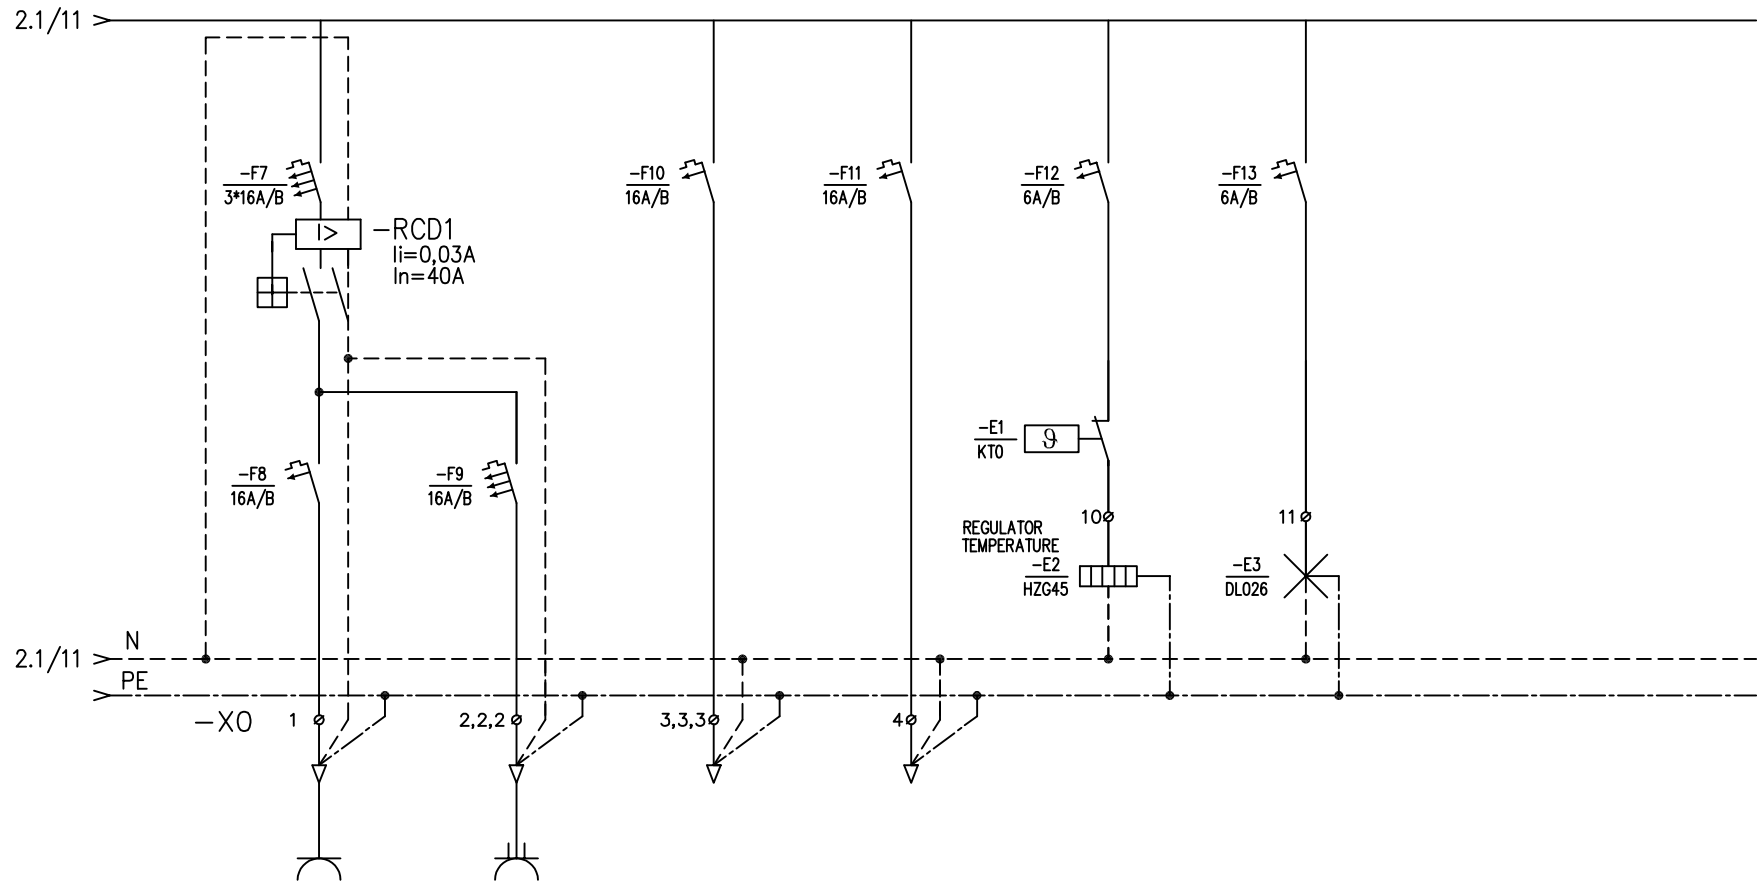 2.1/11
-F7
3*16A/B
-F10
16A/B
-F11
16A/B
-F12
6A/B
-F13
6A/B
I>
-RCD1
Ii=0,03A
In=40A
-E1
KT0
ϑ
-F8
16A/B
-F9
16A/B
10
11
REGULATOR
TEMPERATURE
-E2
HZG45
-E3
DL026
N
2.1/11
PE
-X0
1
2,2,2
3,3,3
4